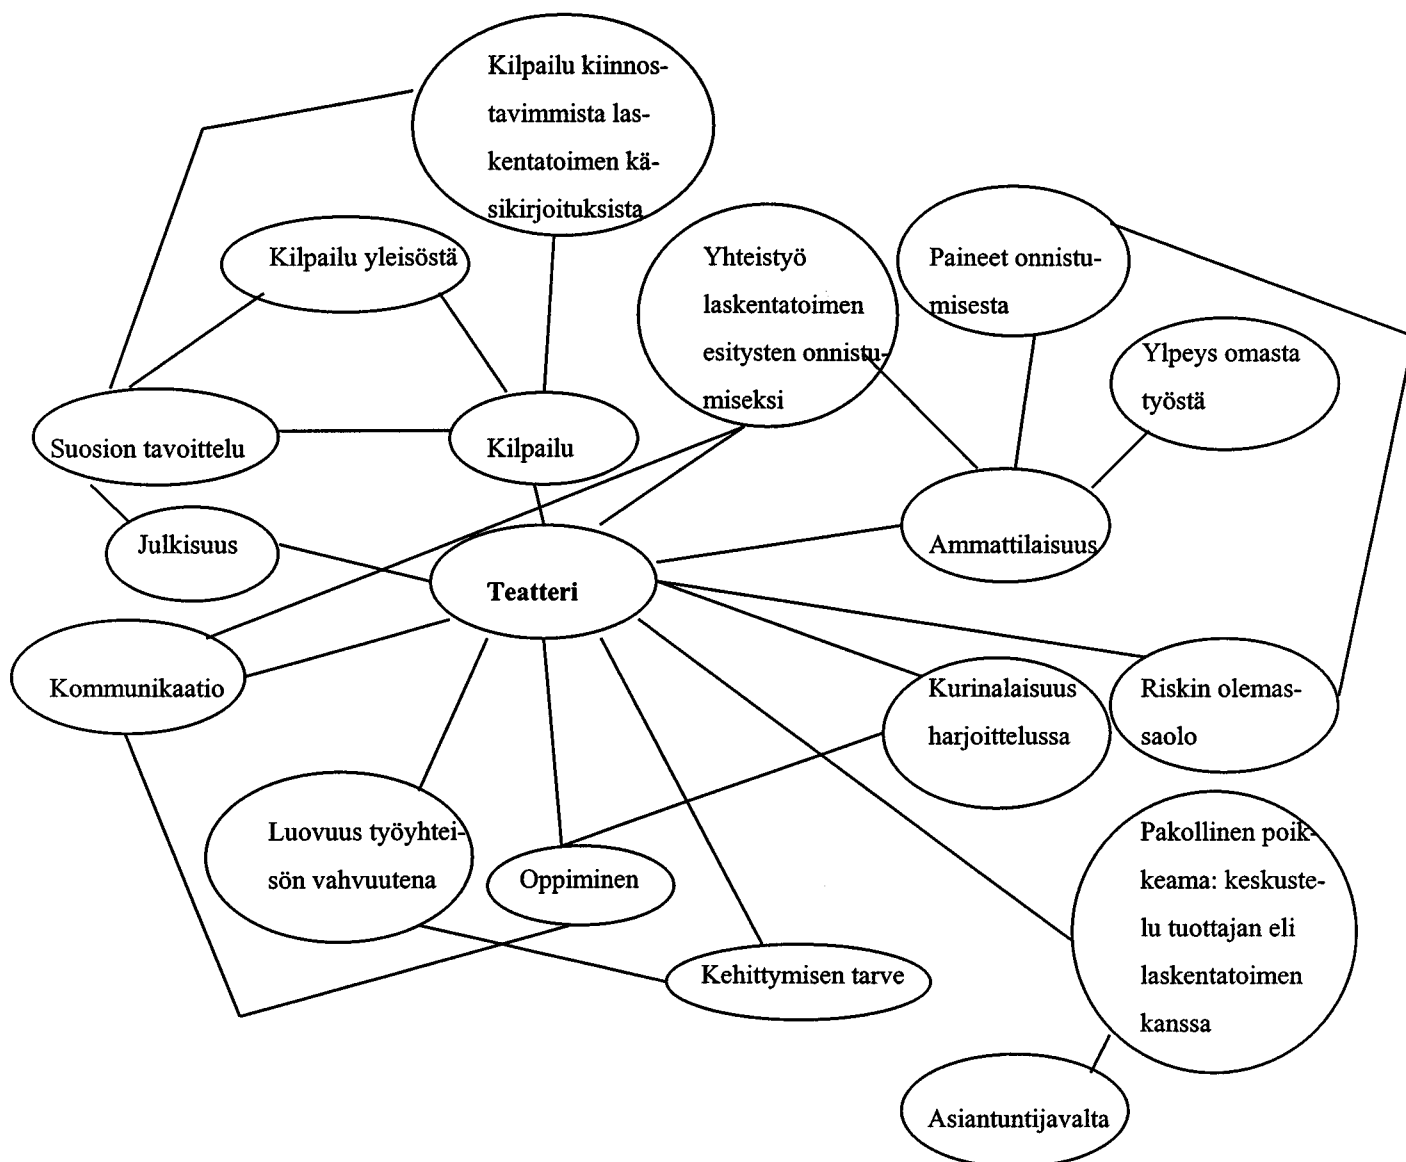 Kilpailu kiinnos-
tavimmista las-
kentatoimen kä-
sikirjoituksista
Kilpailu yleisöstä
Yhteistyö
laskentatoimen
esitysten onnistu-
miseksi
Paineet onnistu-
misesta
Ylpeys omasta
työstä
Suosion tavoittelu
Kilpailu
Julkisuus
Ammattilaisuus
Teatteri
Kommunikaatio
Kurinalaisuus
harjoittelussa
Riskin olemas-
saolo
Luovuus työyhtei-
sön vahvuutena
Oppiminen
Kehittymisen tarve
Pakollinen poik-
keama: keskuste-
lu tuottajan eli
laskentatoimen
kanssa
Asiantuntijavalta